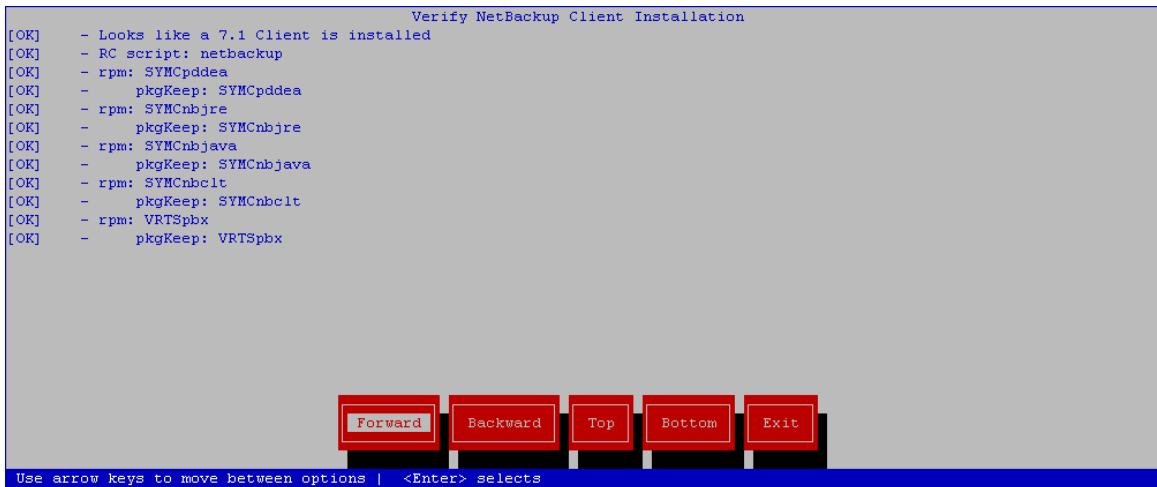 Verify NetBackup Client Installation
[OK] - Looks like a 7.1 Client is installed
[OK] - RC script: netbackup
[OK] - rpm: SYMCpddea
[OK] - pkgKeep: SYMCpddea
[OK] - rpm: SYMCnbjre
[OK] - pkgKeep: SYMCnbjre
[OK] - rpm: SYMCnbjava
[OK] - pkgKeep: SYMCnbjava
[OK] - rpm: SYMCnbclt
[OK] - pkgKeep: SYMCnbclt
[OK] - rpm: VRTSpbx
[OK] - pkgKeep: VRTSpbx
Forward Backward Top Bottom Exit
Use arrow keys to move between options | <Enter> selects